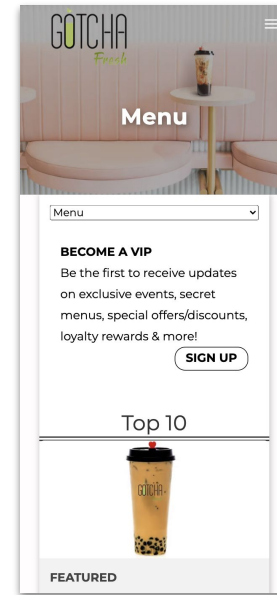 GOTCHA
Fresh
Menu
Menu
BECOME A VIP
Be the first to receive updates
on exclusive events, secret
menus, special offers/discounts,
loyalty rewards & more!
SIGN UP
Top 10
GOTCHA
FEATURED